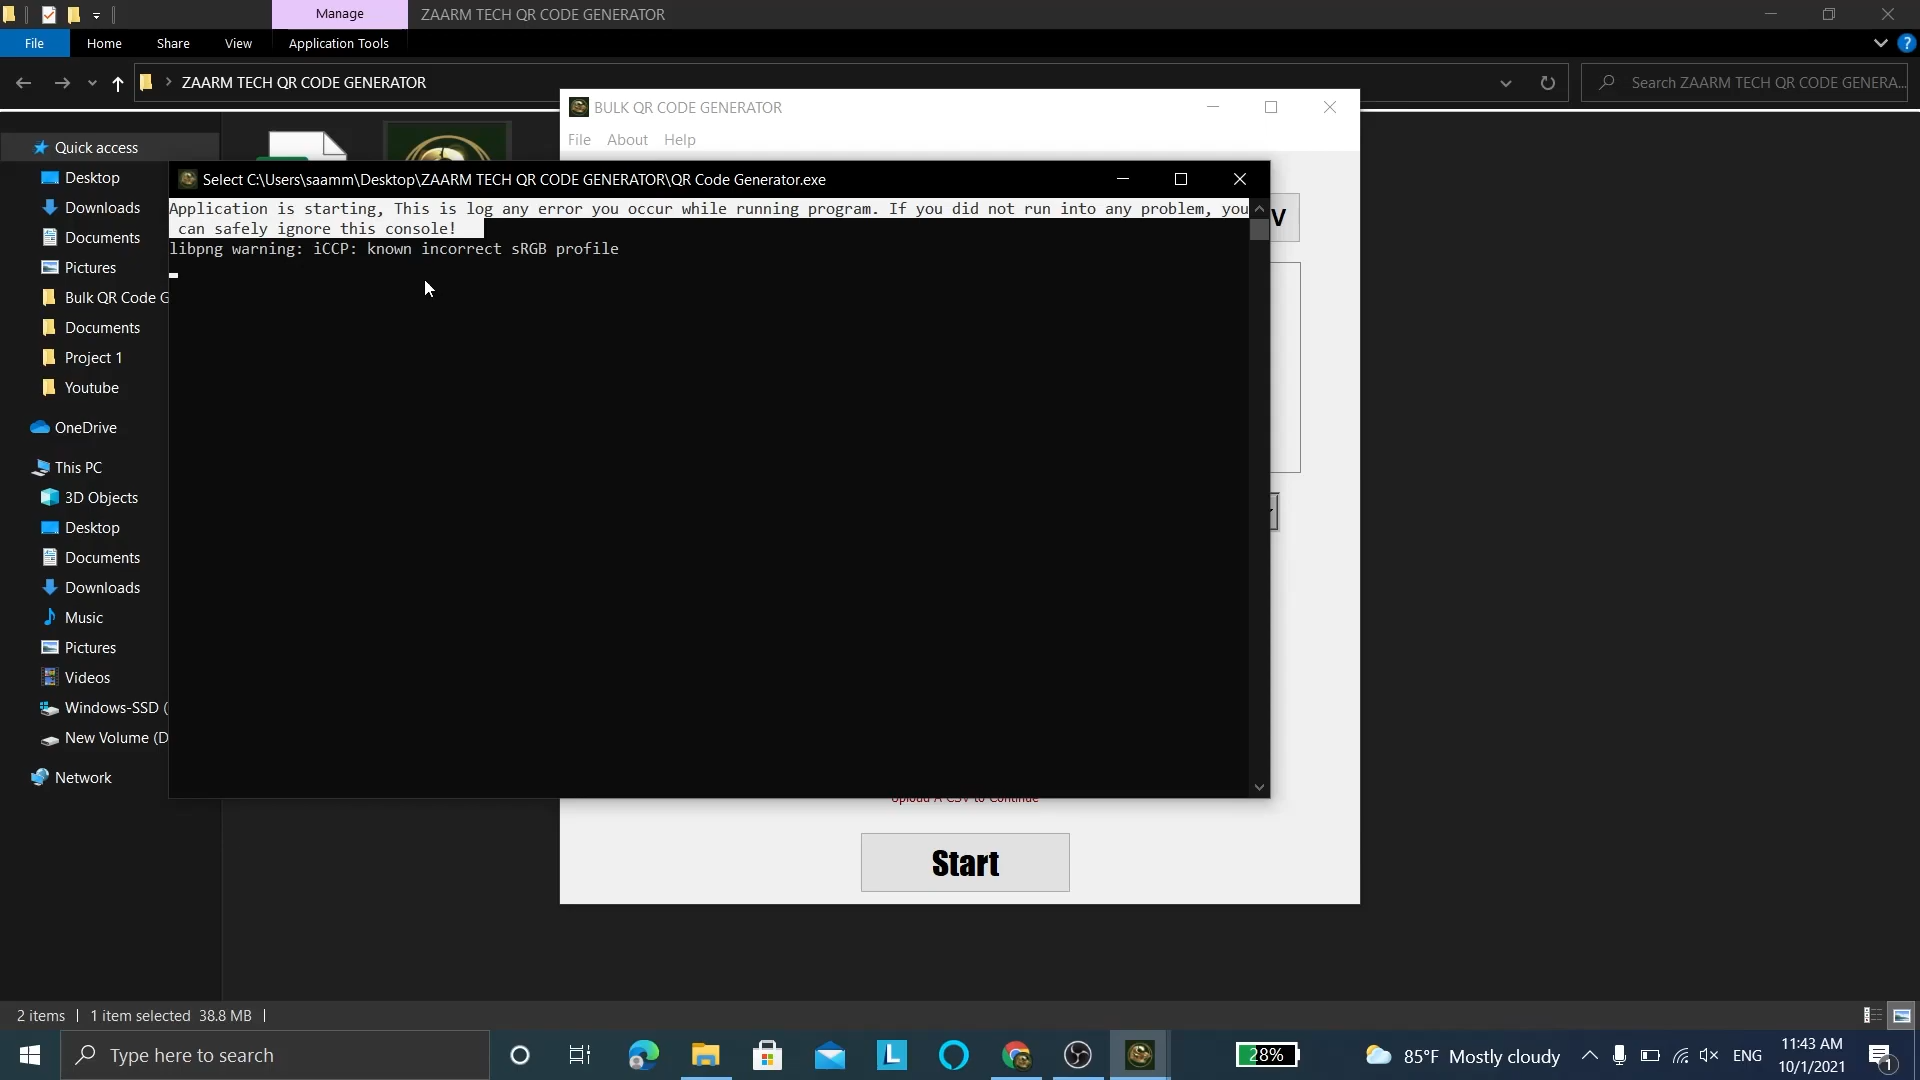 Manage
ZAARM TECH QR CODE GENERATOR
File
Home
Share
View
Application Tools
ZAARM TECH QR CODE GENERATOR
Search ZAARM TECH QR CODE GENERA...
BULK QR CODE GENERATOR
File About Help
Quick access
Desktop
Downloads
Documents
Pictures
Bulk QR Code G
Documents
Project 1
Youtube
OneDrive
This PC
3D Objects
Desktop
Documents
Downloads
Music
Pictures
Videos
Windows-SSD (
New Volume (D
Network
Select C:\Users\saamm\Desktop\ZAARM TECH QR CODE GENERATOR\QR Code Generator.exe
Application is starting, This is log any error you occur while running program. If you did not run into any problem, you
can safely ignore this console!
libpng warning: iCCP: known incorrect sRGB profile
V
Upload A CSV to Continue
Start
2 items
1 item selected 38.8 MB
Type here to search
L
28%
85°F Mostly cloudy
ENG
11:43 AM
10/1/2021
1